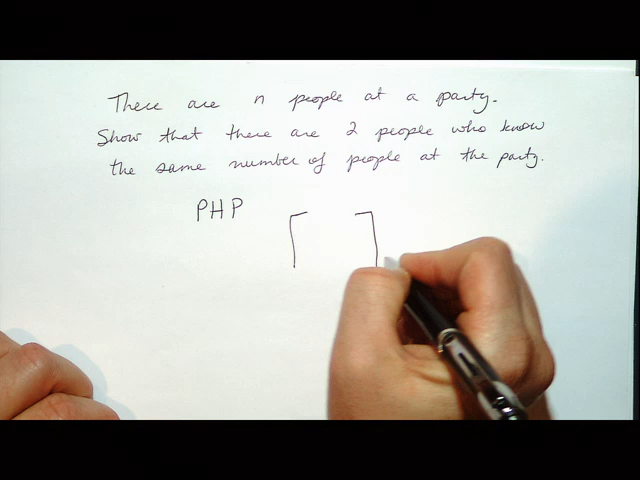 There are n people at a party.
Show that there are 2 people who know
the same number of people at the party.
PHP